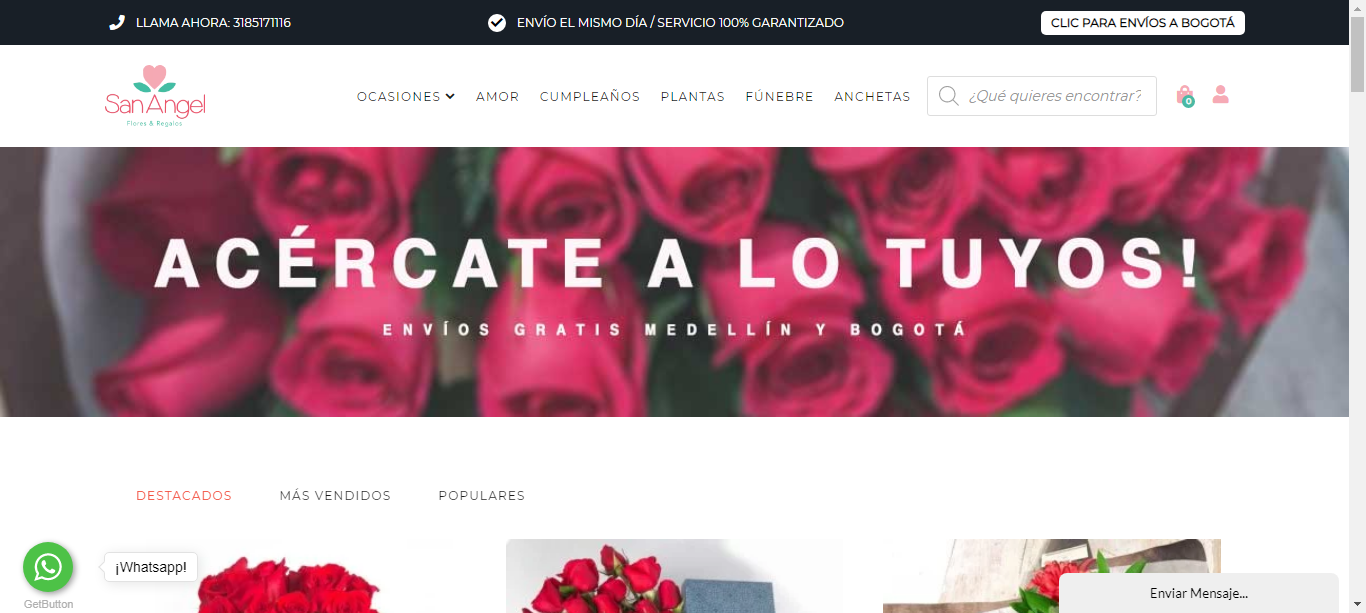 LLAMA AHORA: 3185171116
ENVÍO EL MISMO DÍA / SERVICIO 100% GARANTIZADO
CLIC PARA ENVÍOS A BOGOTÁ
San Angel
Flores & Regalos
OCASIONES
AMOR
CUMPLEAÑOS
PLANTAS
FÚNEBRE
ANCHETAS
¿Qué quieres encontrar?
0
ACÉRCATE A LO TUYOS!
ENVÍOS GRATIS MEDELLÍN Y BOGOTÁ
DESTACADOS
MÁS VENDIDOS
POPULARES
¡Whatsapp!
GetButton
Enviar Mensaje...